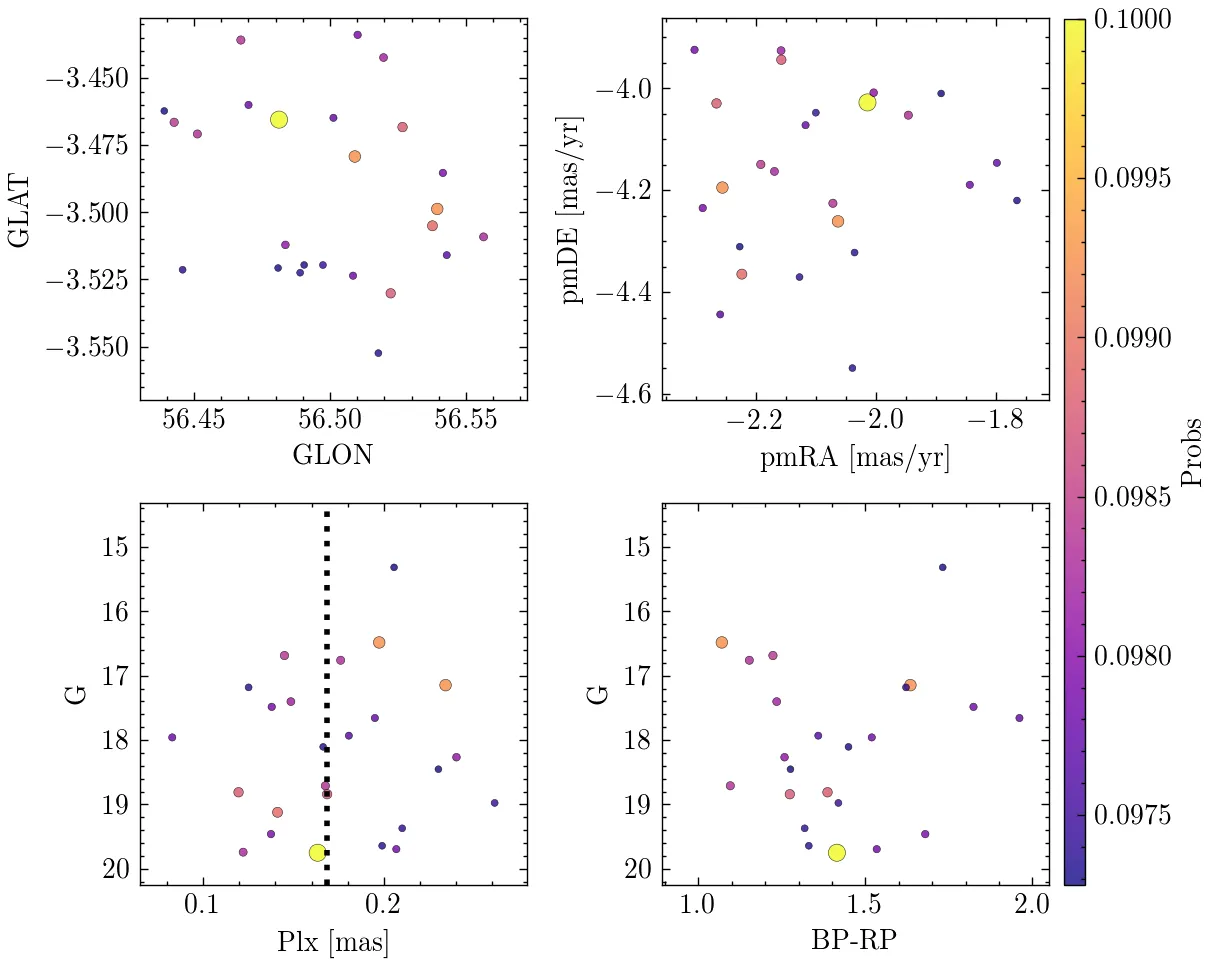 GLAT
−3.450
−3.475
−3.500
−3.525
−3.550
56.45 56.50 56.55
GLON
pmDE [mas/yr]
−4.0
−4.2
−4.4
−4.6
−2.2 −2.0 −1.8
pmRA [mas/yr]
G
15
16
17
18
19
20
0.1 0.2
Plx [mas]
G
15
16
17
18
19
20
1.0 1.5 2.0
BP-RP
0.1000
0.0995
0.0990
0.0985
0.0980
0.0975
Probs